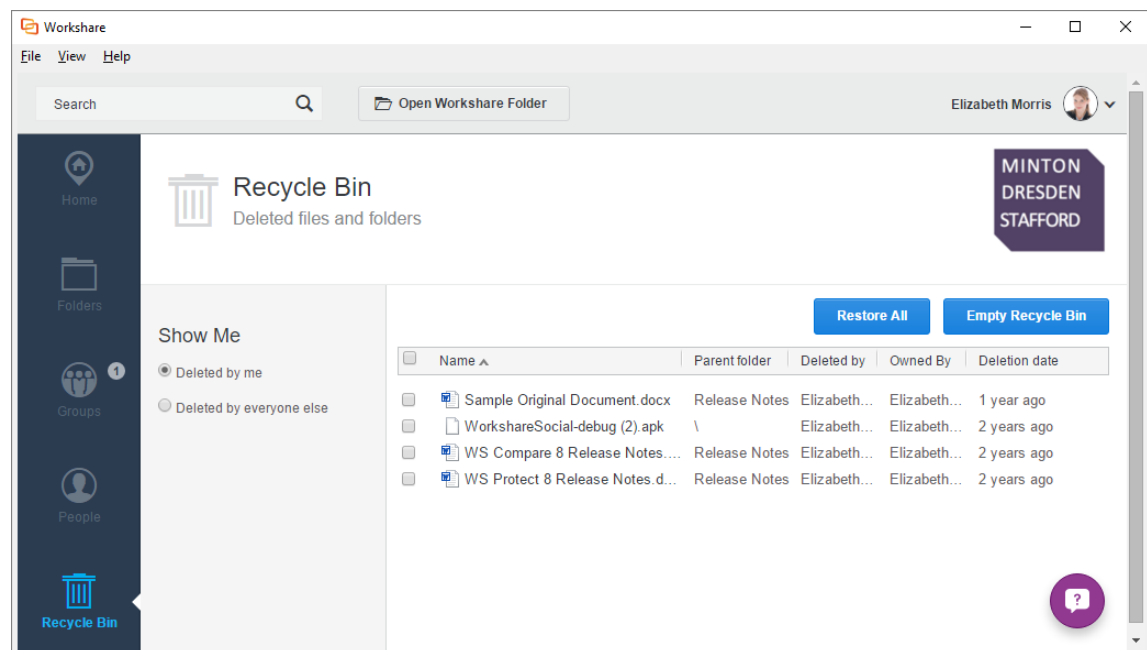 Workshare
File View Help
Search
Open Workshare Folder
Elizabeth Morris
Home
Folders
Groups
1
People
Recycle Bin
Recycle Bin
Deleted files and folders
MINTON
DRESDEN
STAFFORD
Show Me
Deleted by me
Deleted by everyone else
Restore All
Empty Recycle Bin
Name Parent folder Deleted by Owned By Deletion date
Sample Original Document.docx Release Notes Elizabeth... Elizabeth... 1 year ago
WorkshareSocial-debug (2).apk \ Elizabeth... Elizabeth... 2 years ago
WS Compare 8 Release Notes.... Release Notes Elizabeth... Elizabeth... 2 years ago
WS Protect 8 Release Notes.d... Release Notes Elizabeth... Elizabeth... 2 years ago
?